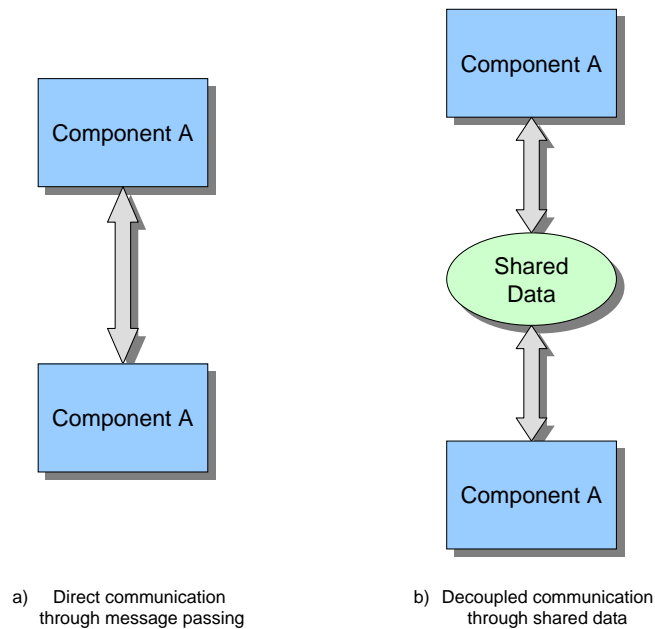 Component A
Component A
a) Direct communication
through message passing
Component A
Shared
Data
Component A
b) Decoupled communication
through shared data